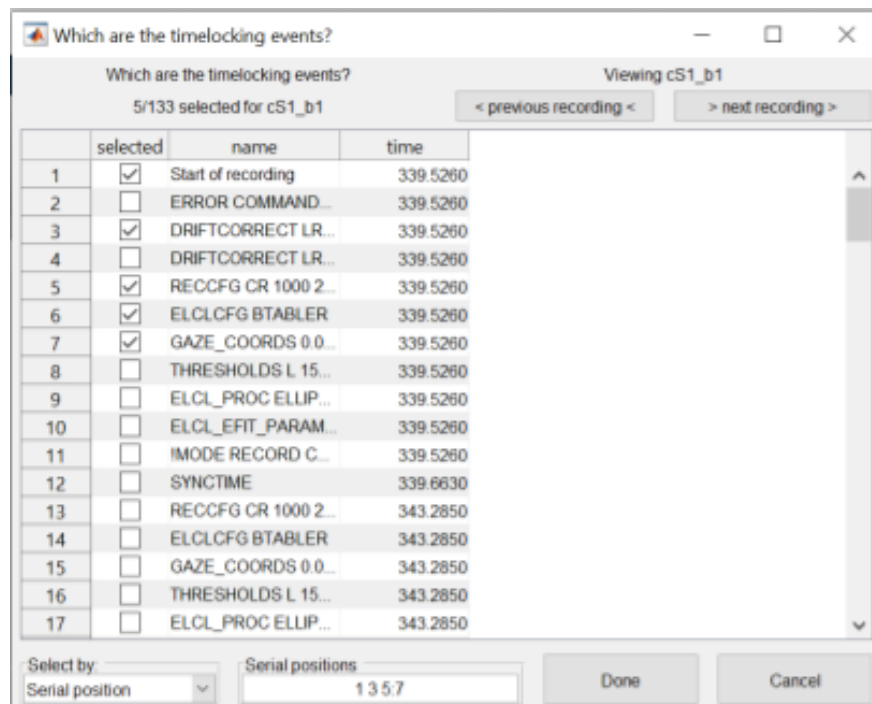 Which are the timelocking events?
Which are the timelocking events? Viewing cS1_b1
5/133 selected for cS1_b1 < previous recording < > next recording >
selected name time
1 Start of recording 339.5260
2 ERROR COMMAND... 339.5260
3 DRIFTCORRECT LR... 339.5260
4 DRIFTCORRECT LR... 339.5260
5 RECCFG CR 1000 2... 339.5260
6 ELCLCFG BTABLER 339.5260
7 GAZE_COORDS 0.0... 339.5260
8 THRESHOLDS L 15... 339.5260
9 ELCL_PROC ELLIP... 339.5260
10 ELCL_EFIT_PARAM... 339.5260
11 !MODE RECORD C... 339.5260
12 SYNCTIME 339.6630
13 RECCFG CR 1000 2... 343.2850
14 ELCLCFG BTABLER 343.2850
15 GAZE_COORDS 0.0... 343.2850
16 THRESHOLDS L 15... 343.2850
17 ELCL_PROC ELLIP... 343.2850
Select by: Serial positions
Serial position 1 3 5:7 Done Cancel